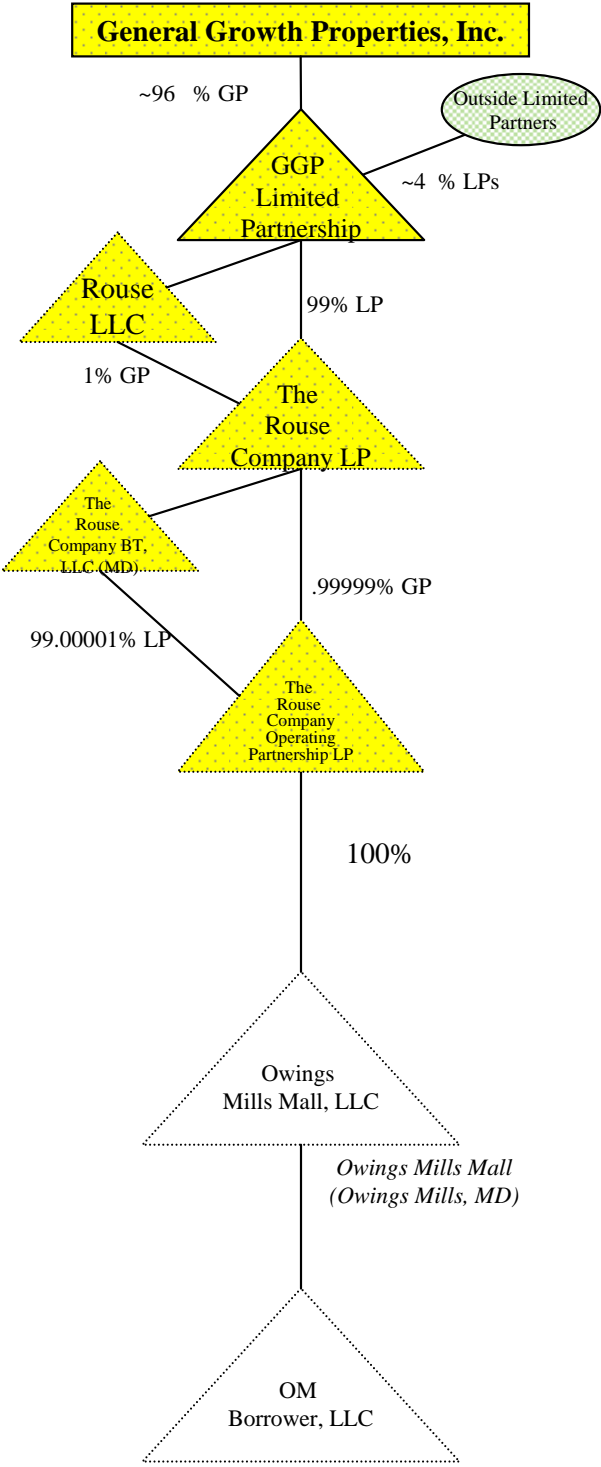 General Growth Properties, Inc.
~96 % GP
Outside Limited
Partners
GGP
Limited
Partnership
~4 % LPs
Rouse
LLC
99% LP
1% GP
The
Rouse
Company LP
The
Rouse
Company BT,
LLC (MD)
.99999% GP
99.00001% LP
The
Rouse
Company
Operating
Partnership LP
100%
Owings
Mills Mall, LLC
Owings Mills Mall
(Owings Mills, MD)
OM
Borrower, LLC